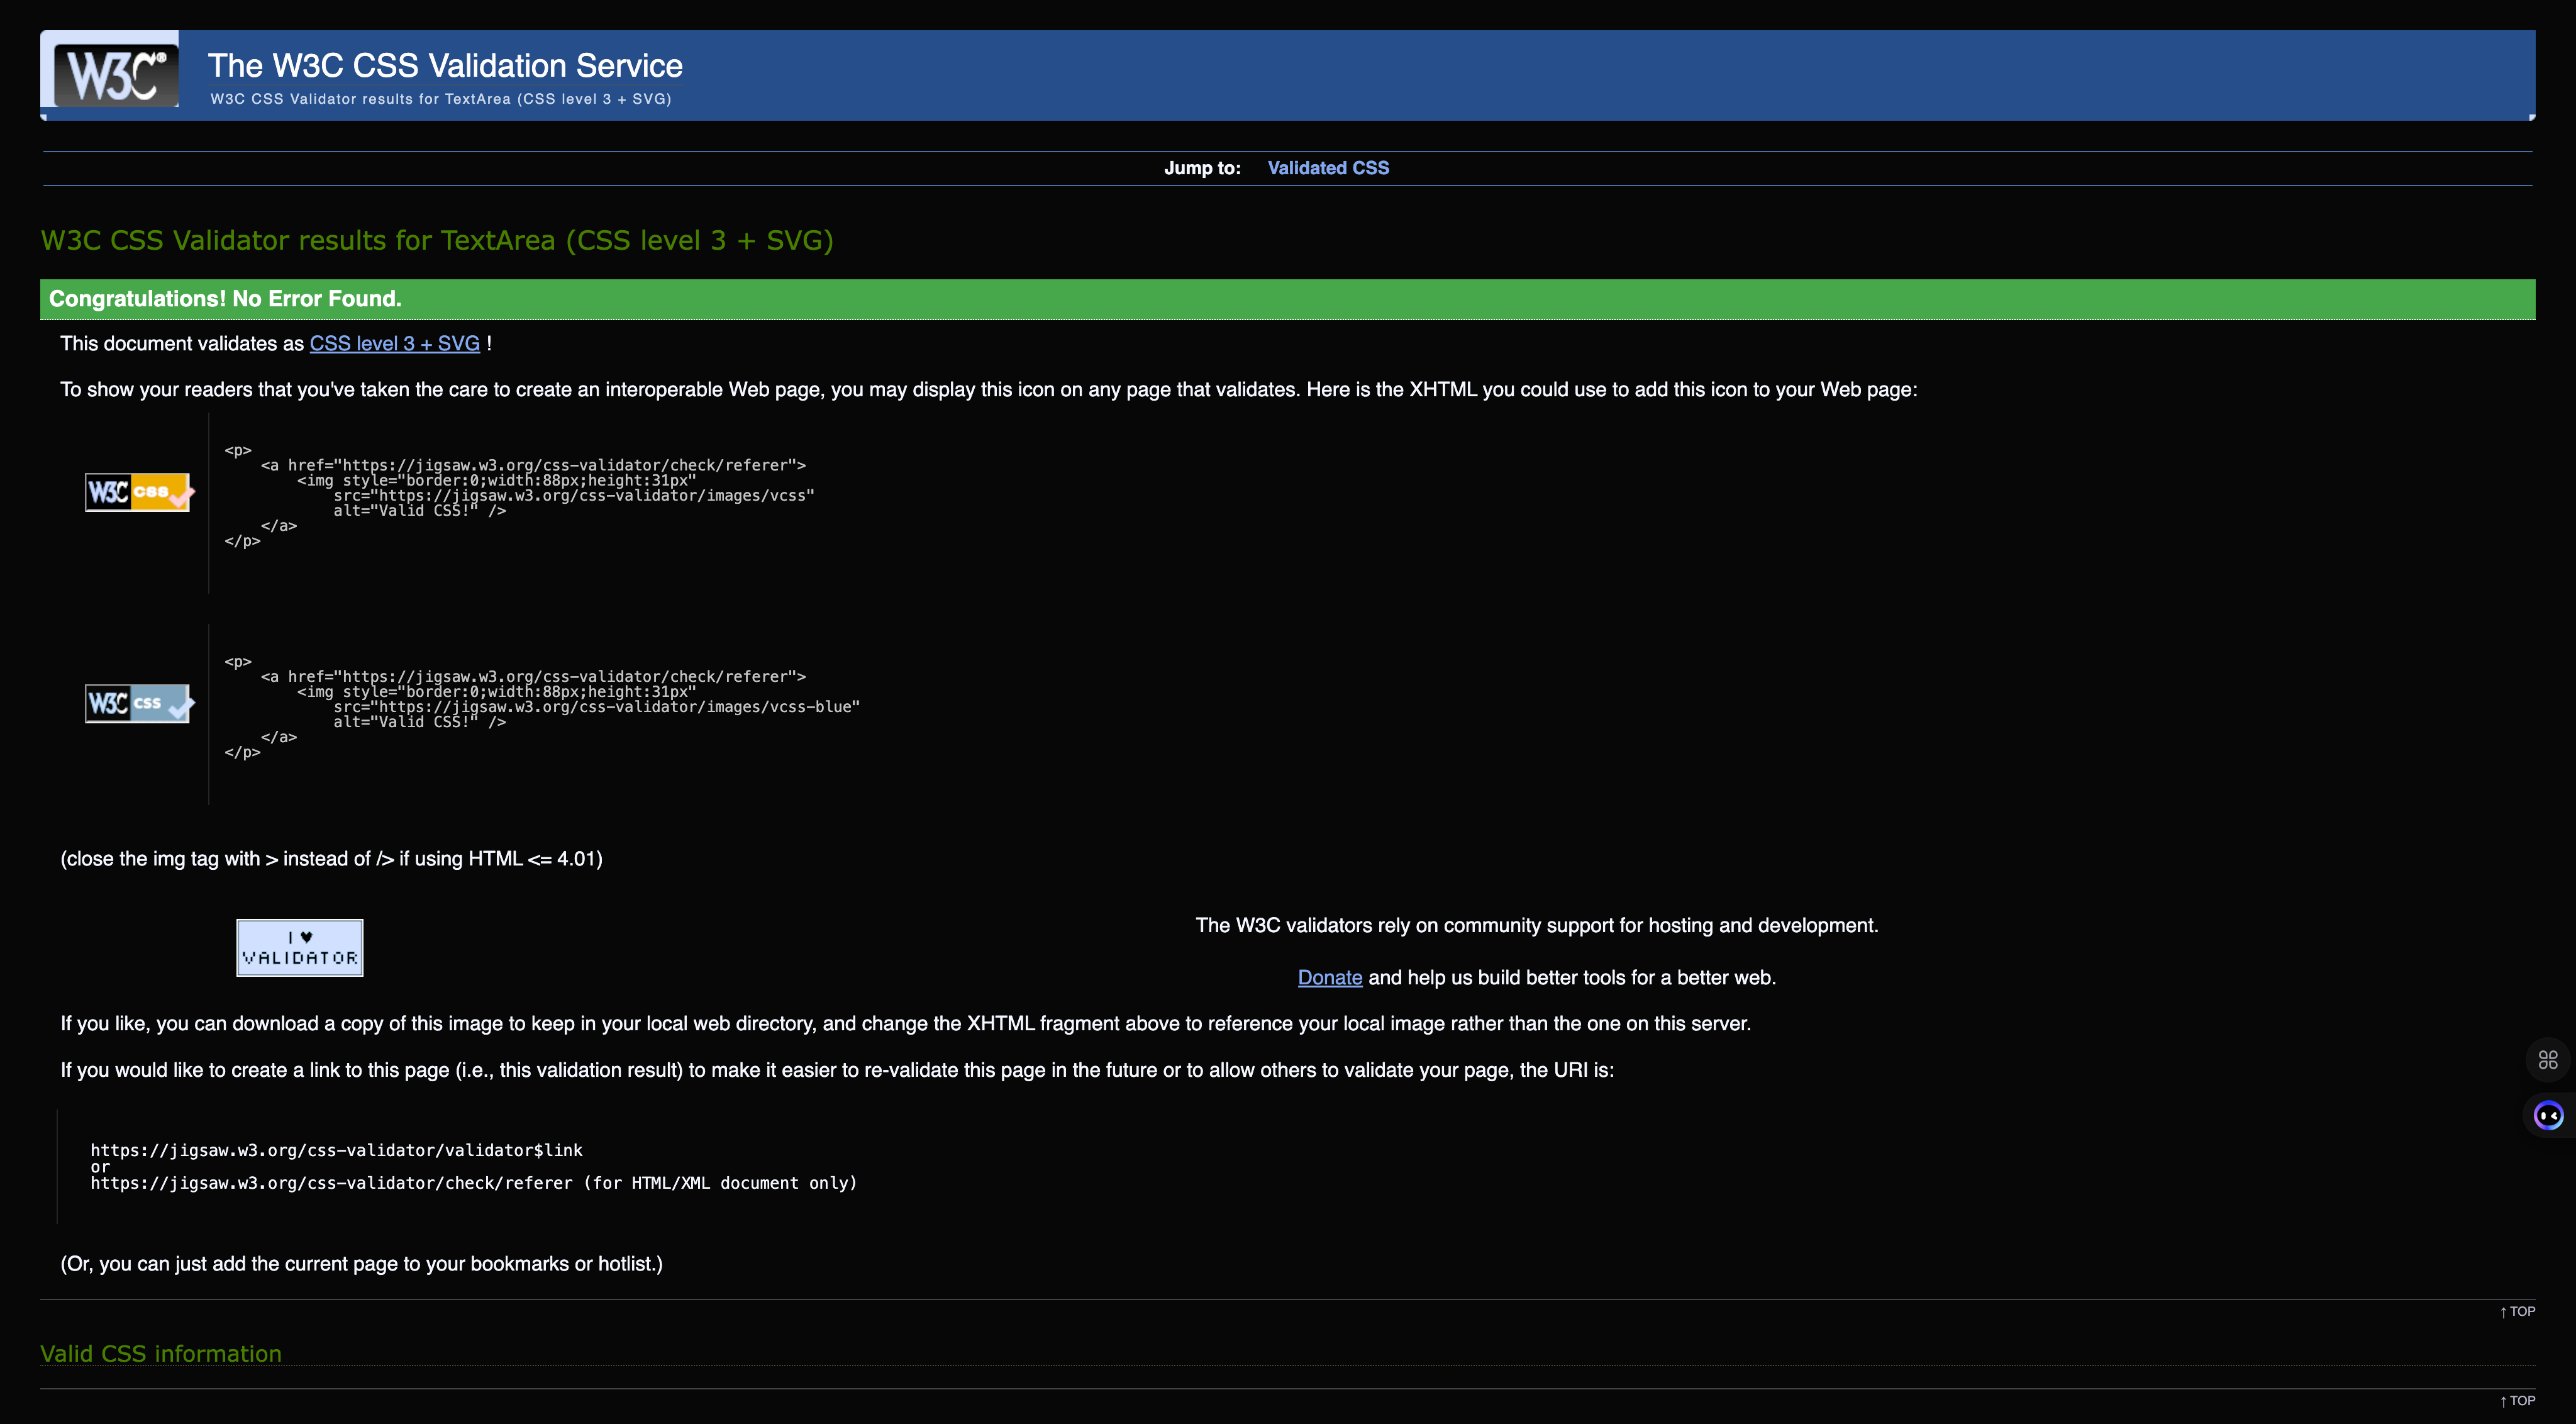 W3C®
The W3C CSS Validation Service
W3C CSS Validator results for TextArea (CSS level 3 + SVG)
Jump to: Validated CSS
W3C CSS Validator results for TextArea (CSS level 3 + SVG)
Congratulations! No Error Found.
This document validates as CSS level 3 + SVG !
To show your readers that you've taken the care to create an interoperable Web page, you may display this icon on any page that validates. Here is the XHTML you could use to add this icon to your Web page:
W3C css
<p>
    <a href="https://jigsaw.w3.org/css-validator/check/referer">
        <img style="border:0;width:88px;height:31px"
            src="https://jigsaw.w3.org/css-validator/images/vcss"
            alt="Valid CSS!" />
    </a>
</p>
W3C css
<p>
    <a href="https://jigsaw.w3.org/css-validator/check/referer">
        <img style="border:0;width:88px;height:31px"
            src="https://jigsaw.w3.org/css-validator/images/vcss-blue"
            alt="Valid CSS!" />
    </a>
</p>
(close the img tag with > instead of /> if using HTML <= 4.01)
I ♥
VALIDATOR
The W3C validators rely on community support for hosting and development.
Donate and help us build better tools for a better web.
If you like, you can download a copy of this image to keep in your local web directory, and change the XHTML fragment above to reference your local image rather than the one on this server.
If you would like to create a link to this page (i.e., this validation result) to make it easier to re-validate this page in the future or to allow others to validate your page, the URI is:
https://jigsaw.w3.org/css-validator/validator$link
or
https://jigsaw.w3.org/css-validator/check/referer (for HTML/XML document only)
(Or, you can just add the current page to your bookmarks or hotlist.)
↑ TOP
Valid CSS information
↑ TOP